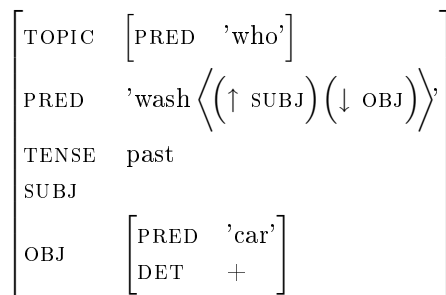 TOPIC [PRED 'who']
PRED 'wash⟨(↑ SUBJ)(↓ OBJ)⟩'
TENSE past
SUBJ
OBJ [PRED 'car'
DET +]